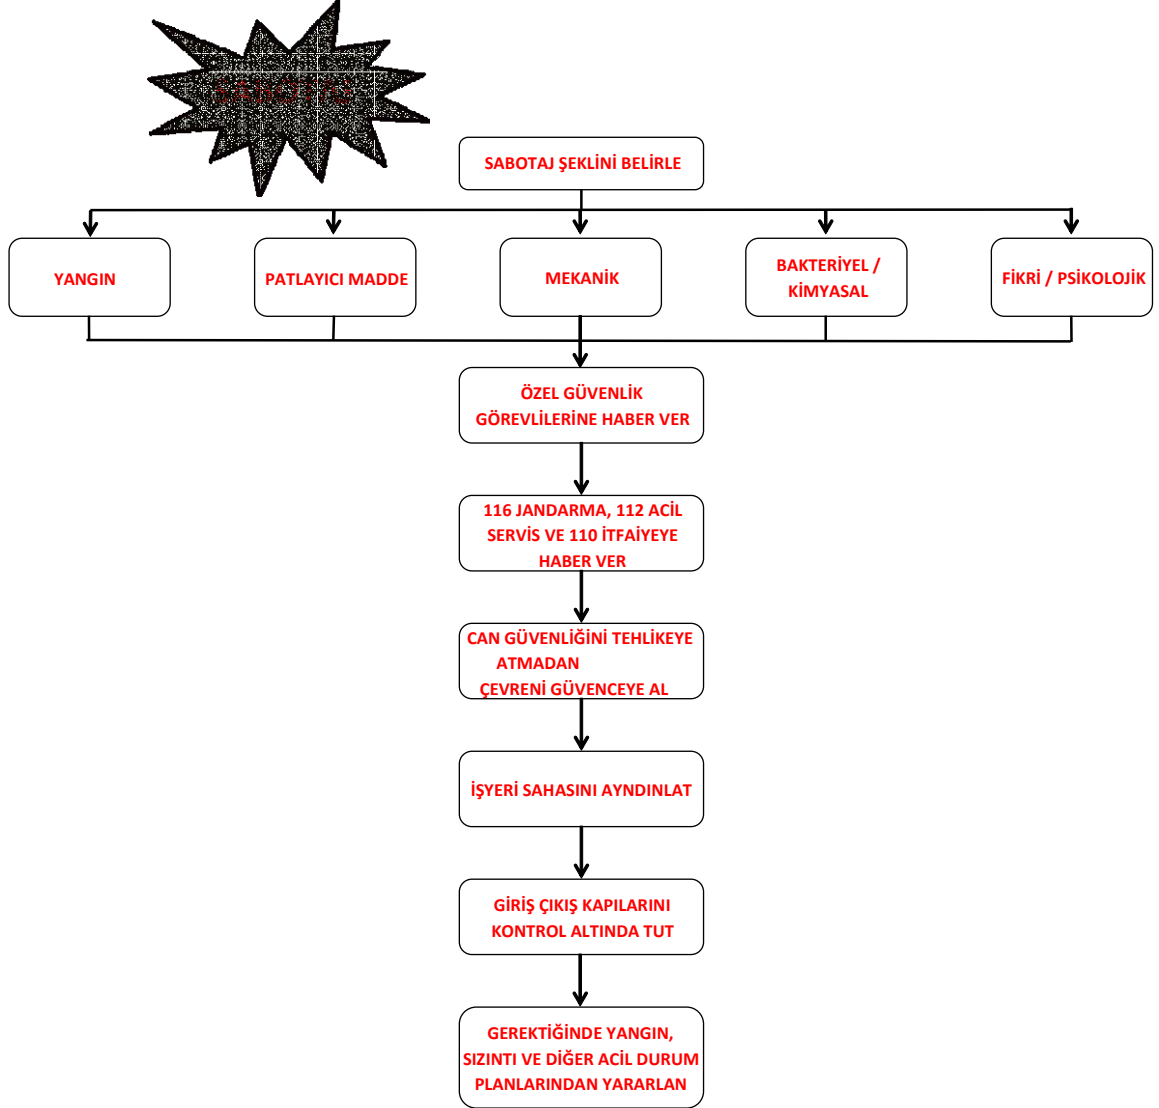 SABOTAJ ŞEKLİNİ BELİRLE
YANGIN
PATLAYICI MADDE
MEKANİK
BAKTERİYEL /
KİMYASAL
FİKRİ / PSİKOLOJİK
ÖZEL GÜVENLİK
GÖREVLİLERİNE HABER VER
116 JANDARMA, 112 ACİL
SERVİS VE 110 İTFAİYEYE
HABER VER
CAN GÜVENLİĞİNİ TEHLİKEYE
ATMADAN
ÇEVRENİ GÜVENCEYE AL
İŞYERİ SAHASINI AYNDINLAT
GİRİŞ ÇIKIŞ KAPILARINI
KONTROL ALTINDA TUT
GEREKTİĞİNDE YANGIN,
SIZINTI VE DİĞER ACİL DURUM
PLANLARINDAN YARARLAN